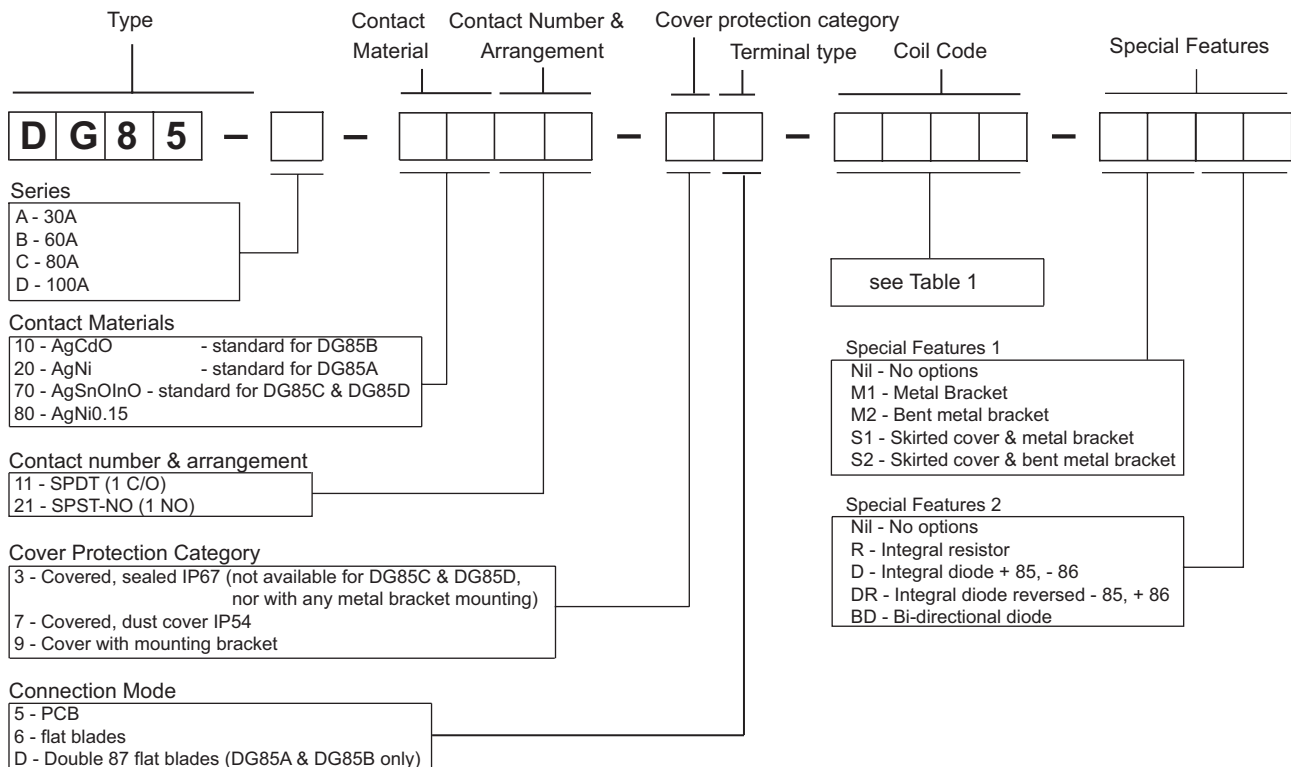 Type
Contact Material
Contact Number & Arrangement
Cover protection category
Terminal type
Coil Code
Special Features
D G 8 5 – – – – –
Series
A - 30A
B - 60A
C - 80A
D - 100A
Contact Materials
10 - AgCdO - standard for DG85B
20 - AgNi - standard for DG85A
70 - AgSnOInO - standard for DG85C & DG85D
80 - AgNi0.15
Contact number & arrangement
11 - SPDT (1 C/O)
21 - SPST-NO (1 NO)
Cover Protection Category
3 - Covered, sealed IP67 (not available for DG85C & DG85D,
nor with any metal bracket mounting)
7 - Covered, dust cover IP54
9 - Cover with mounting bracket
Connection Mode
5 - PCB
6 - flat blades
D - Double 87 flat blades (DG85A & DG85B only)
see Table 1
Special Features 1
Nil - No options
M1 - Metal Bracket
M2 - Bent metal bracket
S1 - Skirted cover & metal bracket
S2 - Skirted cover & bent metal bracket
Special Features 2
Nil - No options
R - Integral resistor
D - Integral diode + 85, - 86
DR - Integral diode reversed - 85, + 86
BD - Bi-directional diode